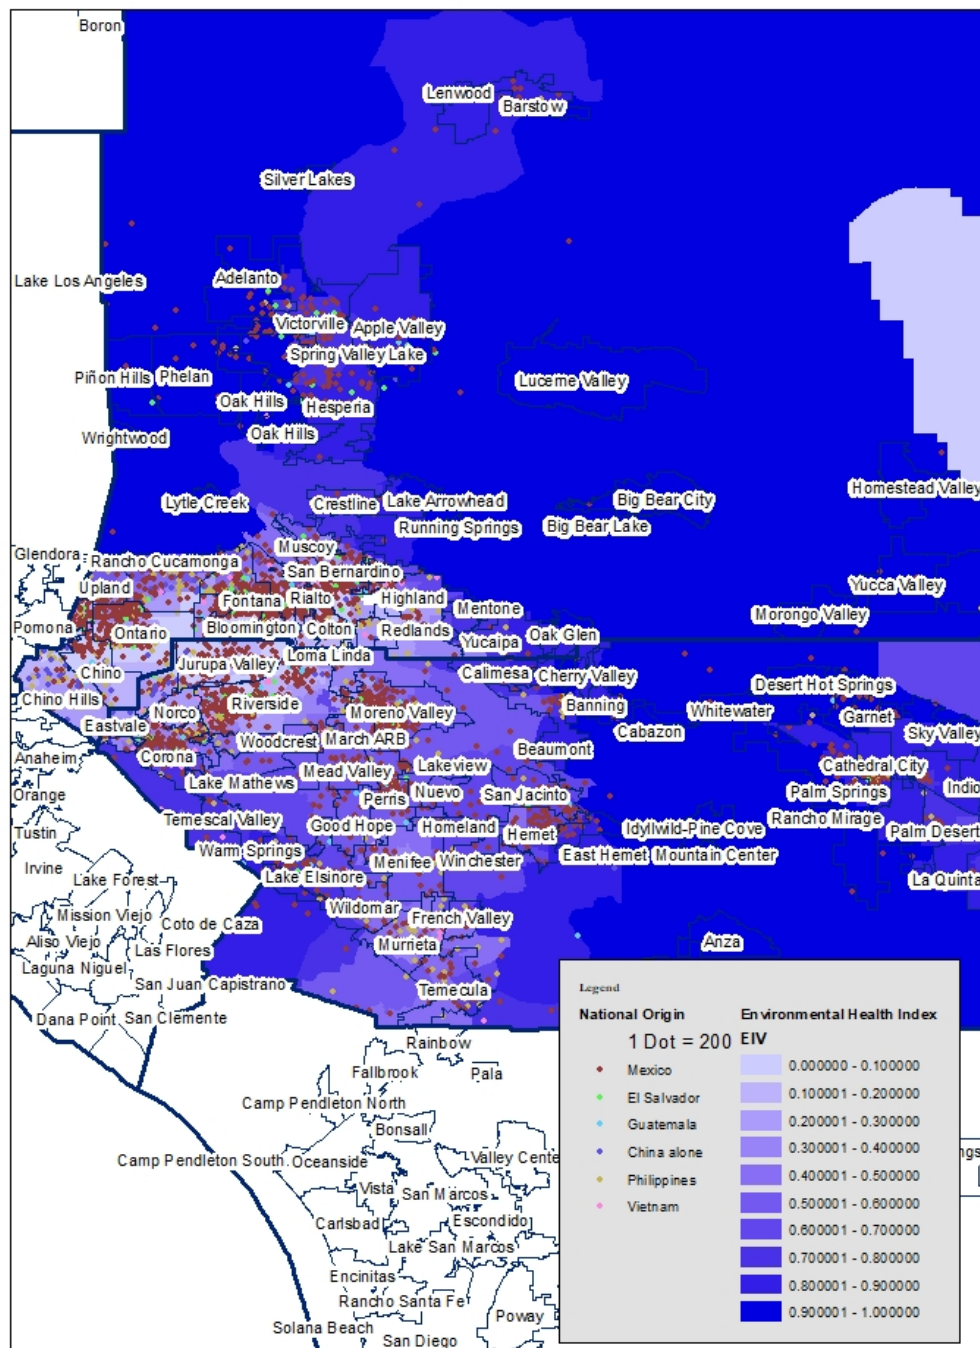 Boron
Lenwood
Barstow
Silver Lakes
Lake Los Angeles
Adelanto
Victorville
Apple Valley
Spring Valley Lake
Piñon Hills
Phelan
Lucerne Valley
Oak Hills
Hesperia
Wrightwood
Oak Hills
Lytle Creek
Crestline
Lake Arrowhead
Big Bear City
Homestead Valley
Running Springs
Big Bear Lake
Glendora
Rancho Cucamonga
Muscoy
San Bernardino
Upland
Fontana
Rialto
Highland
Mentone
Yucca Valley
Morongo Valley
Pomona
Ontario
Bloomington
Colton
Redlands
Yucaipa
Oak Glen
Chino
Jurupa Valley
Loma Linda
Calimesa
Cherry Valley
Desert Hot Springs
Chino Hills
Norco
Riverside
Moreno Valley
Banning
Whitewater
Garnet
Eastvale
Cabazon
Sky Valley
Anaheim
Corona
Woodcrest
March ARB
Beaumont
Lake Mathews
Mead Valley
Lakeview
Cathedral City
Orange
Perris
Nuevo
San Jacinto
Palm Springs
Indio
Tustin
Temescal Valley
Good Hope
Homeland
Hemet
Idyllwild-Pine Cove
Rancho Mirage
Palm Desert
Irvine
Warm Springs
Menifee
Winchester
East Hemet
Mountain Center
Lake Forest
Lake Elsinore
La Quinta
Mission Viejo
Coto de Caza
Wildomar
French Valley
Aliso Viejo
Las Flores
Murrieta
Anza
Laguna Niguel
San Juan Capistrano
Temecula
Dana Point
San Clemente
Rainbow
Fallbrook
Pala
Camp Pendleton North
Bonsall
Camp Pendleton South
Oceanside
Valley Cente
ngs
Vista
San Marcos
Carlsbad
Escondido
Lake San Marcos
Encinitas
Rancho Santa Fe
Solana Beach
San Diego
Poway
Legend
National Origin
1 Dot = 200
Mexico
El Salvador
Guatemala
China alone
Philippines
Vietnam
Environmental Health Index
EIV
0.000000 - 0.100000
0.100001 - 0.200000
0.200001 - 0.300000
0.300001 - 0.400000
0.400001 - 0.500000
0.500001 - 0.600000
0.600001 - 0.700000
0.700001 - 0.800000
0.800001 - 0.900000
0.900001 - 1.000000